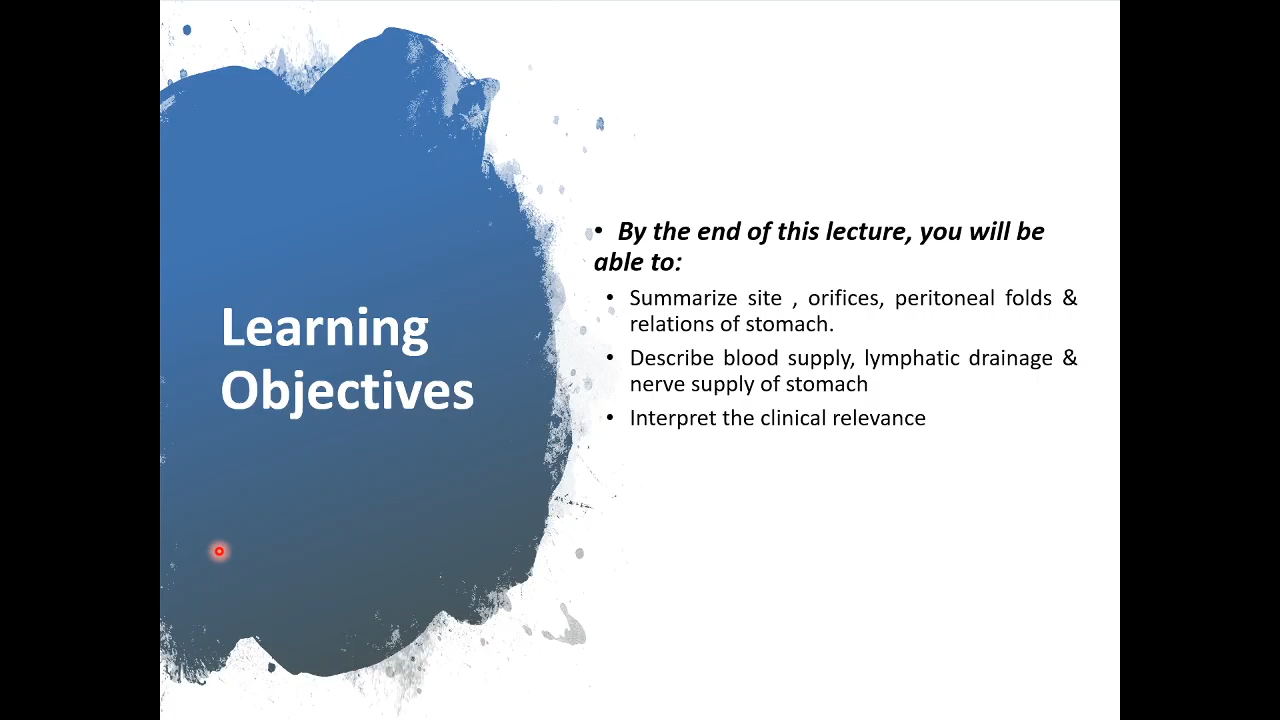 Learning
Objectives
• By the end of this lecture, you will be
able to:
• Summarize site , orifices, peritoneal folds &
relations of stomach.
• Describe blood supply, lymphatic drainage &
nerve supply of stomach
• Interpret the clinical relevance